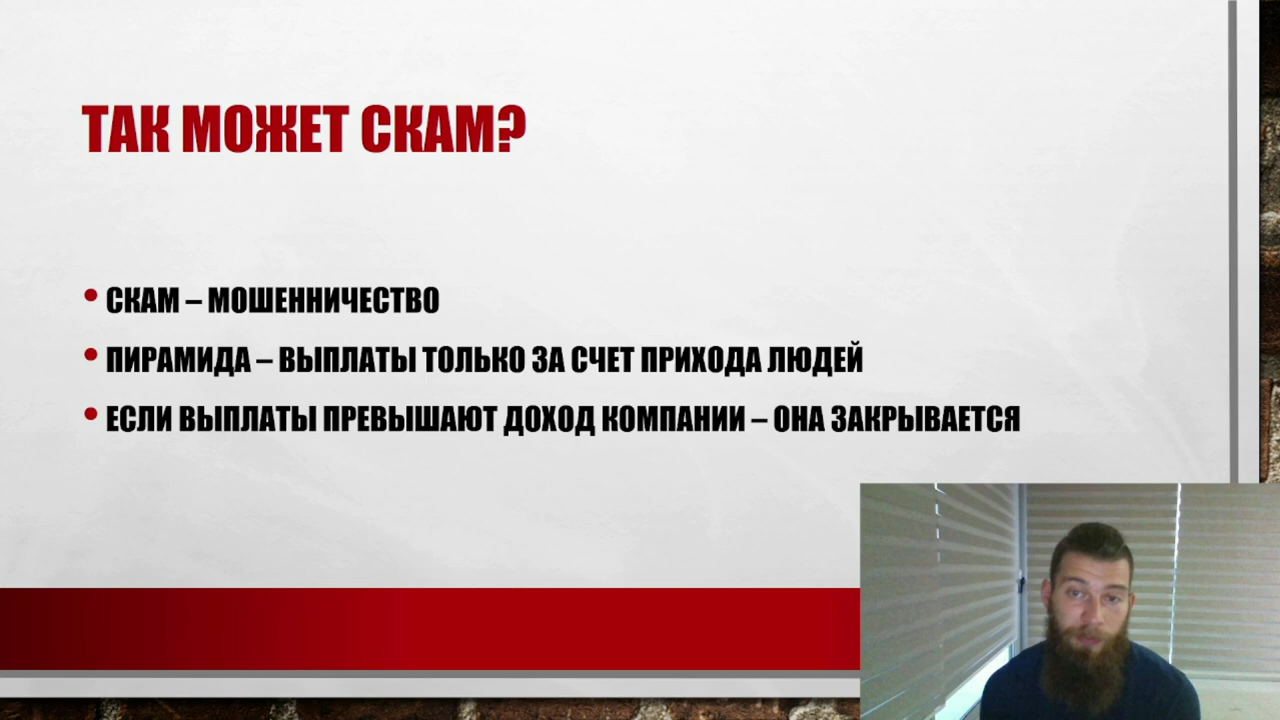 ТАК МОЖЕТ СКАМ?
• СКАМ – МОШЕННИЧЕСТВО
• ПИРАМИДА – ВЫПЛАТЫ ТОЛЬКО ЗА СЧЕТ ПРИХОДА ЛЮДЕЙ
• ЕСЛИ ВЫПЛАТЫ ПРЕВЫШАЮТ ДОХОД КОМПАНИИ – ОНА ЗАКРЫВАЕТСЯ